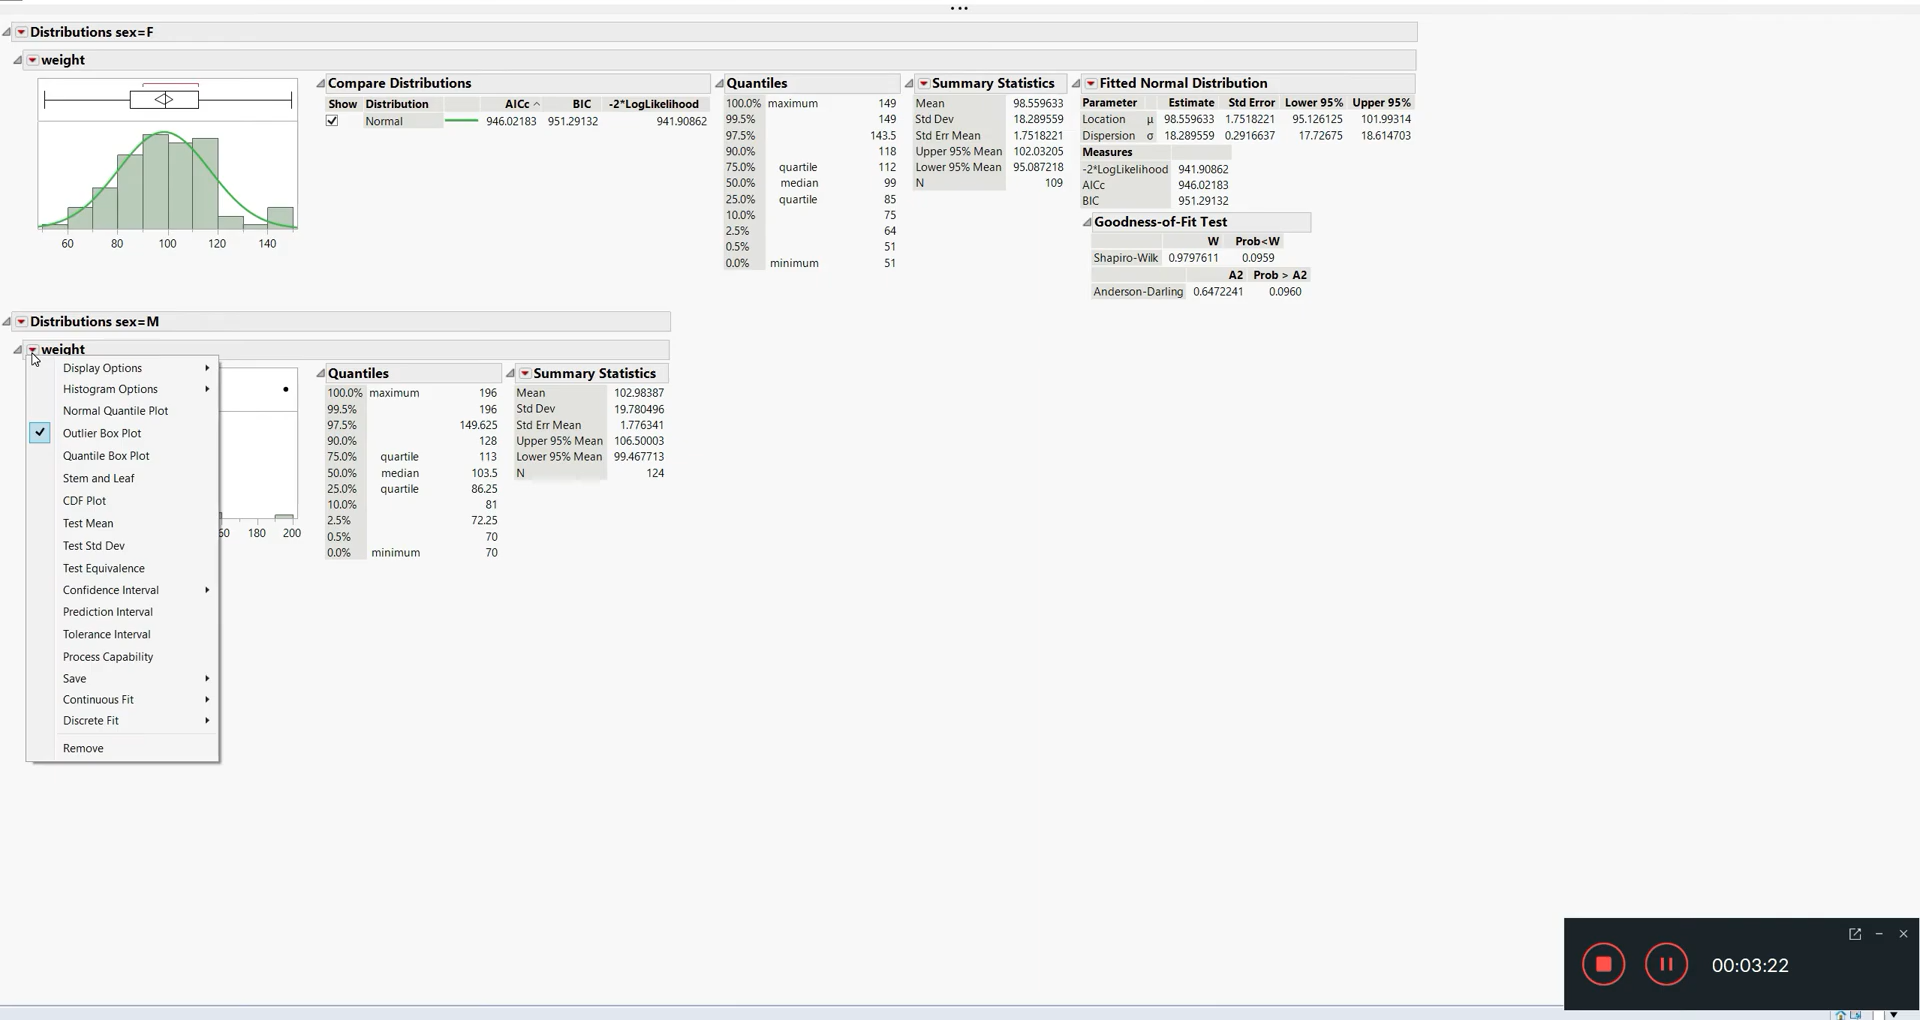 Distributions sex=F
weight
60 80 100 120 140
Compare Distributions
Show Distribution AICc BIC -2*LogLikelihood
Normal 946.02183 951.29132 941.90862
Quantiles
100.0% maximum 149
99.5% 149
97.5% 143.5
90.0% 118
75.0% quartile 112
50.0% median 99
25.0% quartile 85
10.0% 75
2.5% 64
0.5% 51
0.0% minimum 51
Summary Statistics
Mean 98.559633
Std Dev 18.289559
Std Err Mean 1.7518221
Upper 95% Mean 102.03205
Lower 95% Mean 95.087218
N 109
Fitted Normal Distribution
Parameter Estimate Std Error Lower 95% Upper 95%
Location μ 98.559633 1.7518221 95.126125 101.99314
Dispersion σ 18.289559 0.2916637 17.72675 18.614703
Measures
-2*LogLikelihood 941.90862
AICc 946.02183
BIC 951.29132
Goodness-of-Fit Test
W Prob<W
Shapiro-Wilk 0.9797611 0.0959
A2 Prob > A2
Anderson-Darling 0.6472241 0.0960
Distributions sex=M
weight
Display Options
Histogram Options
Normal Quantile Plot
Outlier Box Plot
Quantile Box Plot
Stem and Leaf
CDF Plot
Test Mean
Test Std Dev
Test Equivalence
Confidence Interval
Prediction Interval
Tolerance Interval
Process Capability
Save
Continuous Fit
Discrete Fit
Remove
180 200
Quantiles
100.0% maximum 196
99.5% 196
97.5% 149.625
90.0% 128
75.0% quartile 113
50.0% median 103.5
25.0% quartile 86.25
10.0% 81
2.5% 72.25
0.5% 70
0.0% minimum 70
Summary Statistics
Mean 102.98387
Std Dev 19.780496
Std Err Mean 1.776341
Upper 95% Mean 106.50003
Lower 95% Mean 99.467713
N 124
00:03:22